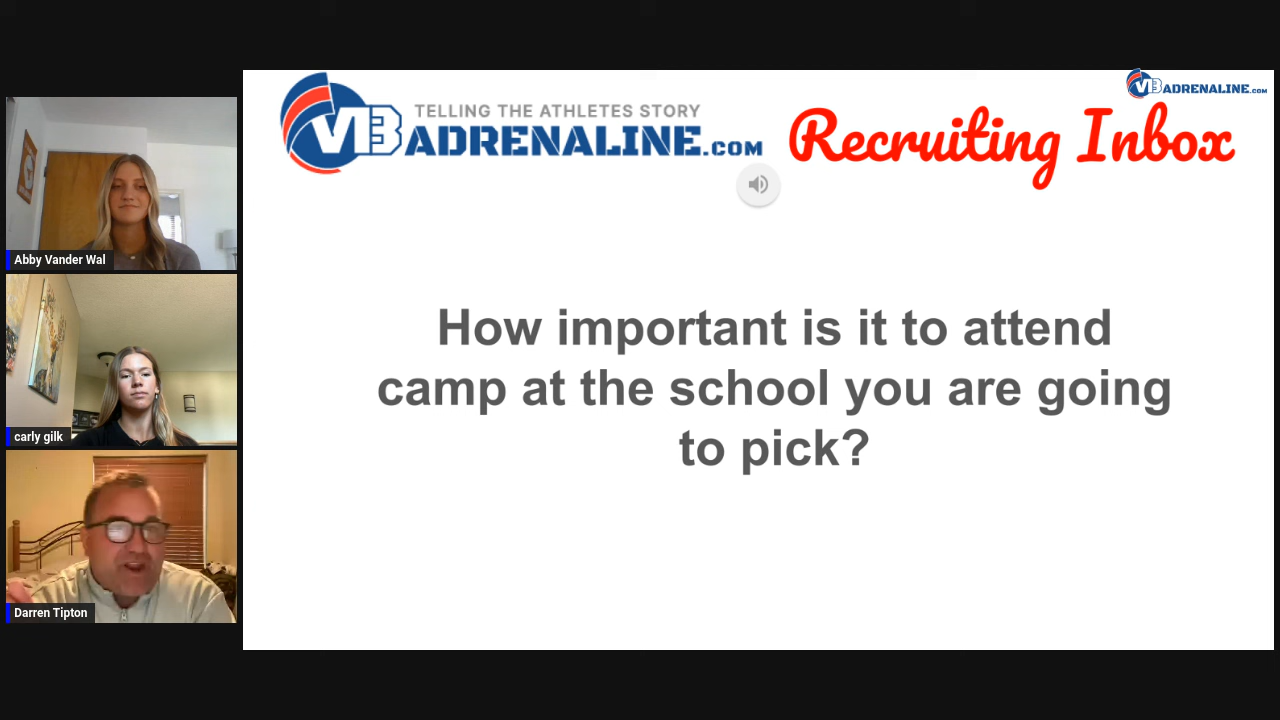 TELLING THE ATHLETES STORY
VB ADRENALINE.COM
Recruiting Inbox
VB ADRENALINE.COM
How important is it to attend
camp at the school you are going
to pick?
Abby Vander Wal
carly gilk
Darren Tipton